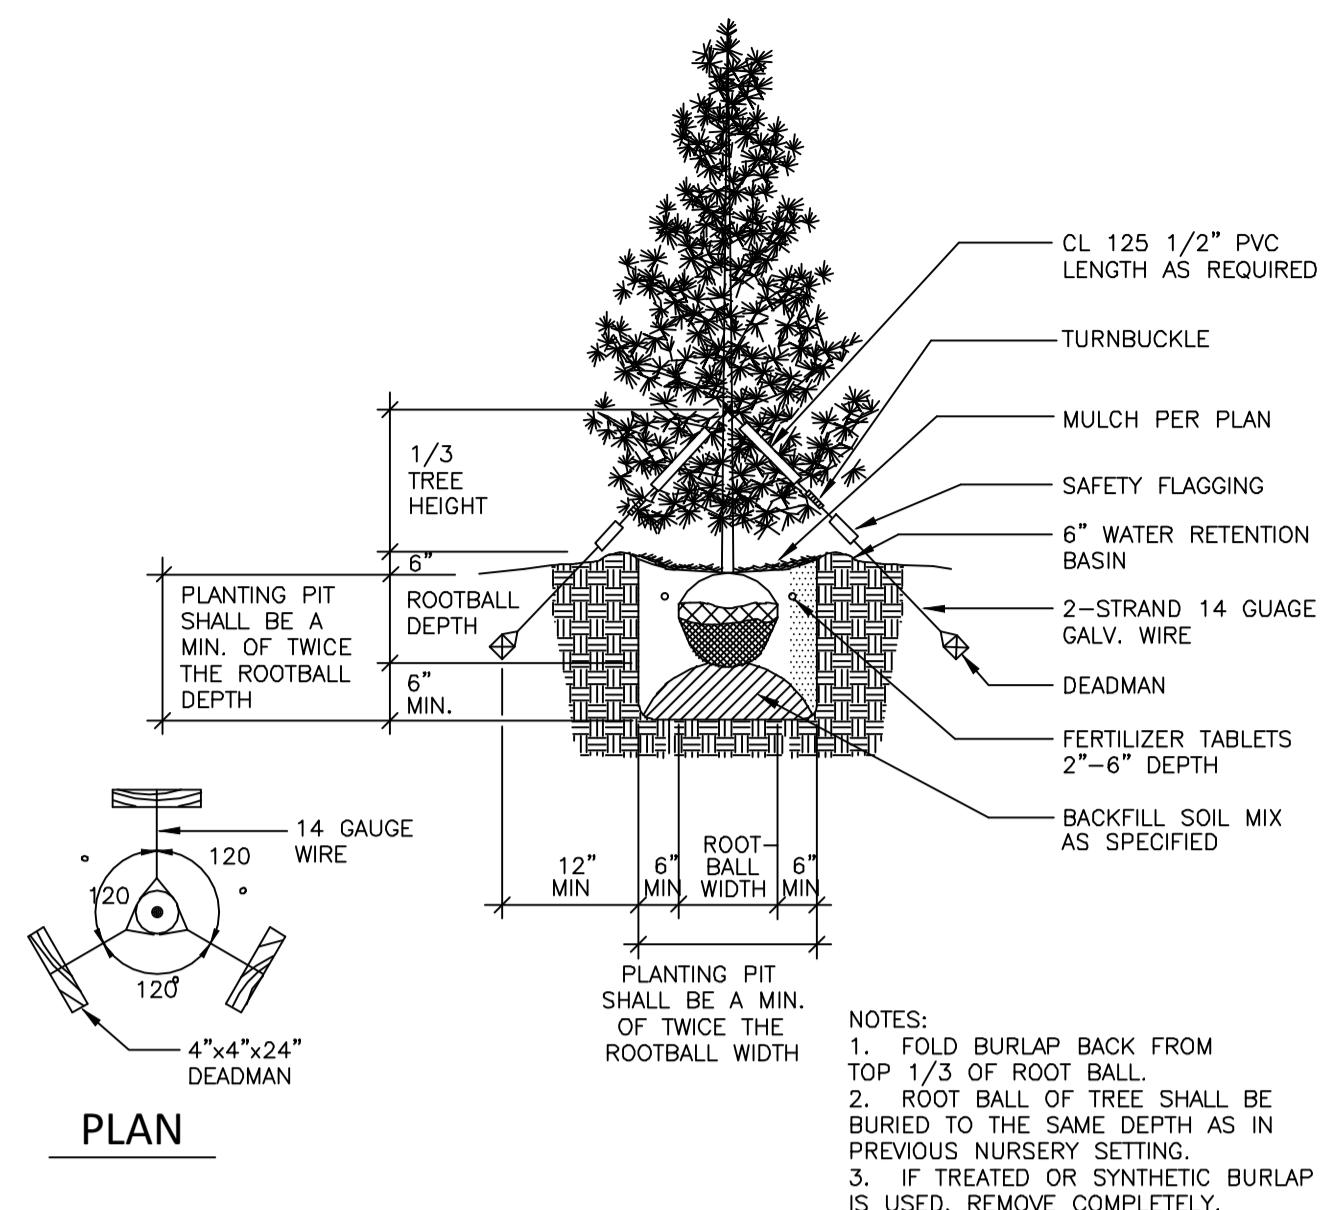 CL 125 1/2" PVC
LENGTH AS REQUIRED
TURNBUCKLE
MULCH PER PLAN
SAFETY FLAGGING
6" WATER RETENTION
BASIN
2-STRAND 14 GUAGE
GALV. WIRE
DEADMAN
FERTILIZER TABLETS
2"-6" DEPTH
BACKFILL SOIL MIX
AS SPECIFIED
1/3
TREE
HEIGHT
6"
ROOTBALL
DEPTH
6"
MIN.
PLANTING PIT
SHALL BE A
MIN. OF TWICE
THE ROOTBALL
DEPTH
12"
MIN
6"
MIN
ROOT-
BALL
WIDTH
6"
MIN
PLANTING PIT
SHALL BE A MIN.
OF TWICE THE
ROOTBALL WIDTH
14 GAUGE
WIRE
120°
120°
120°
4"x4"x24"
DEADMAN
PLAN
NOTES:
1. FOLD BURLAP BACK FROM
TOP 1/3 OF ROOT BALL.
2. ROOT BALL OF TREE SHALL BE
BURIED TO THE SAME DEPTH AS IN
PREVIOUS NURSERY SETTING.
3. IF TREATED OR SYNTHETIC BURLAP
IS USED, REMOVE COMPLETELY.